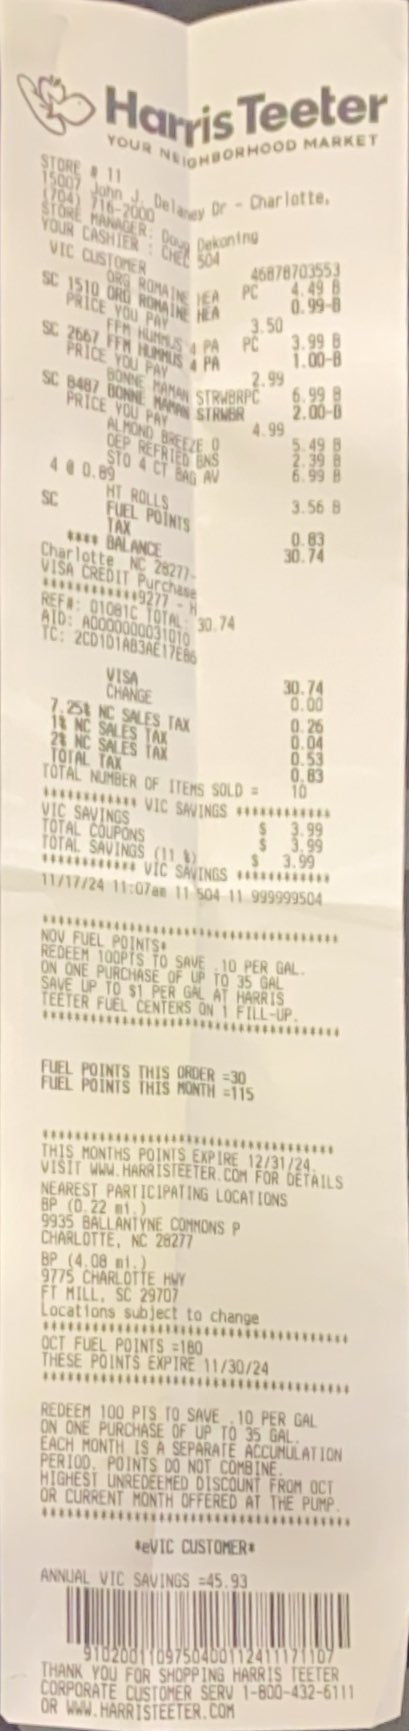 Harris Teeter
YOUR NEIGHBORHOOD MARKET
STORE # 11
15007 John J. Delaney Dr - Charlotte,
(704) 716-2000
STORE MANAGER: Doug Dekoning
YOUR CASHIER : CHEC 504
VIC CUSTOMER 46878703553
ORG ROMAINE HEA PC 4.49 B
SC 1510 ORG ROMAINE HEA 0.99-B
PRICE YOU PAY 3.50
FFM HUMMUS 4 PA PC 3.99 B
SC 2667 FFM HUMMUS 4 PA 1.00-B
PRICE YOU PAY 2.99
BONNE MAMAN STRWBRPC 6.99 B
SC 8487 BONNE MAMAN STRWBR 2.00-B
PRICE YOU PAY 4.99
ALMOND BREEZE O 5.49 B
OEP REFRIED BNS 2.39 B
STO 4 CT BAG AV 6.99 B
4 @ 0.89
HT ROLLS 3.56 B
SC FUEL POINTS
TAX 0.83
**** BALANCE 30.74
Charlotte NC 28277-
VISA CREDIT Purchase
************9277 - H
REF#: 01081C TOTAL: 30.74
AID: A0000000031010
TC: 2CD1D1AB3AE17E86
VISA 30.74
CHANGE 0.00
7.25% NC SALES TAX 0.26
1% NC SALES TAX 0.04
2% NC SALES TAX 0.53
TOTAL TAX 0.83
TOTAL NUMBER OF ITEMS SOLD = 10
************ VIC SAVINGS ************
VIC SAVINGS $ 3.99
TOTAL COUPONS $ 3.99
TOTAL SAVINGS (11 %) $ 3.99
************ VIC SAVINGS ************
11/17/24 11:07am 11 504 11 999999504
************************************
NOV FUEL POINTS*
REDEEM 100PTS TO SAVE .10 PER GAL.
ON ONE PURCHASE OF UP TO 35 GAL
SAVE UP TO $1 PER GAL AT HARRIS
TEETER FUEL CENTERS ON 1 FILL-UP.
************************************
FUEL POINTS THIS ORDER =30
FUEL POINTS THIS MONTH =115
************************************
THIS MONTHS POINTS EXPIRE 12/31/24.
VISIT WWW.HARRISTEETER.COM FOR DETAILS
NEAREST PARTICIPATING LOCATIONS
BP (0.22 mi.)
9935 BALLANTYNE COMMONS P
CHARLOTTE, NC 28277
BP (4.08 mi.)
9775 CHARLOTTE HWY
FT MILL, SC 29707
Locations subject to change
************************************
OCT FUEL POINTS =180
THESE POINTS EXPIRE 11/30/24
************************************
REDEEM 100 PTS TO SAVE .10 PER GAL
ON ONE PURCHASE OF UP TO 35 GAL.
EACH MONTH IS A SEPARATE ACCUMULATION
PERIOD. POINTS DO NOT COMBINE.
HIGHEST UNREDEEMED DISCOUNT FROM OCT
OR CURRENT MONTH OFFERED AT THE PUMP.
************************************
*eVIC CUSTOMER*
ANNUAL VIC SAVINGS =45.93
9102001109750400112411171107
THANK YOU FOR SHOPPING HARRIS TEETER
CORPORATE CUSTOMER SERV 1-800-432-6111
OR WWW.HARRISTEETER.COM